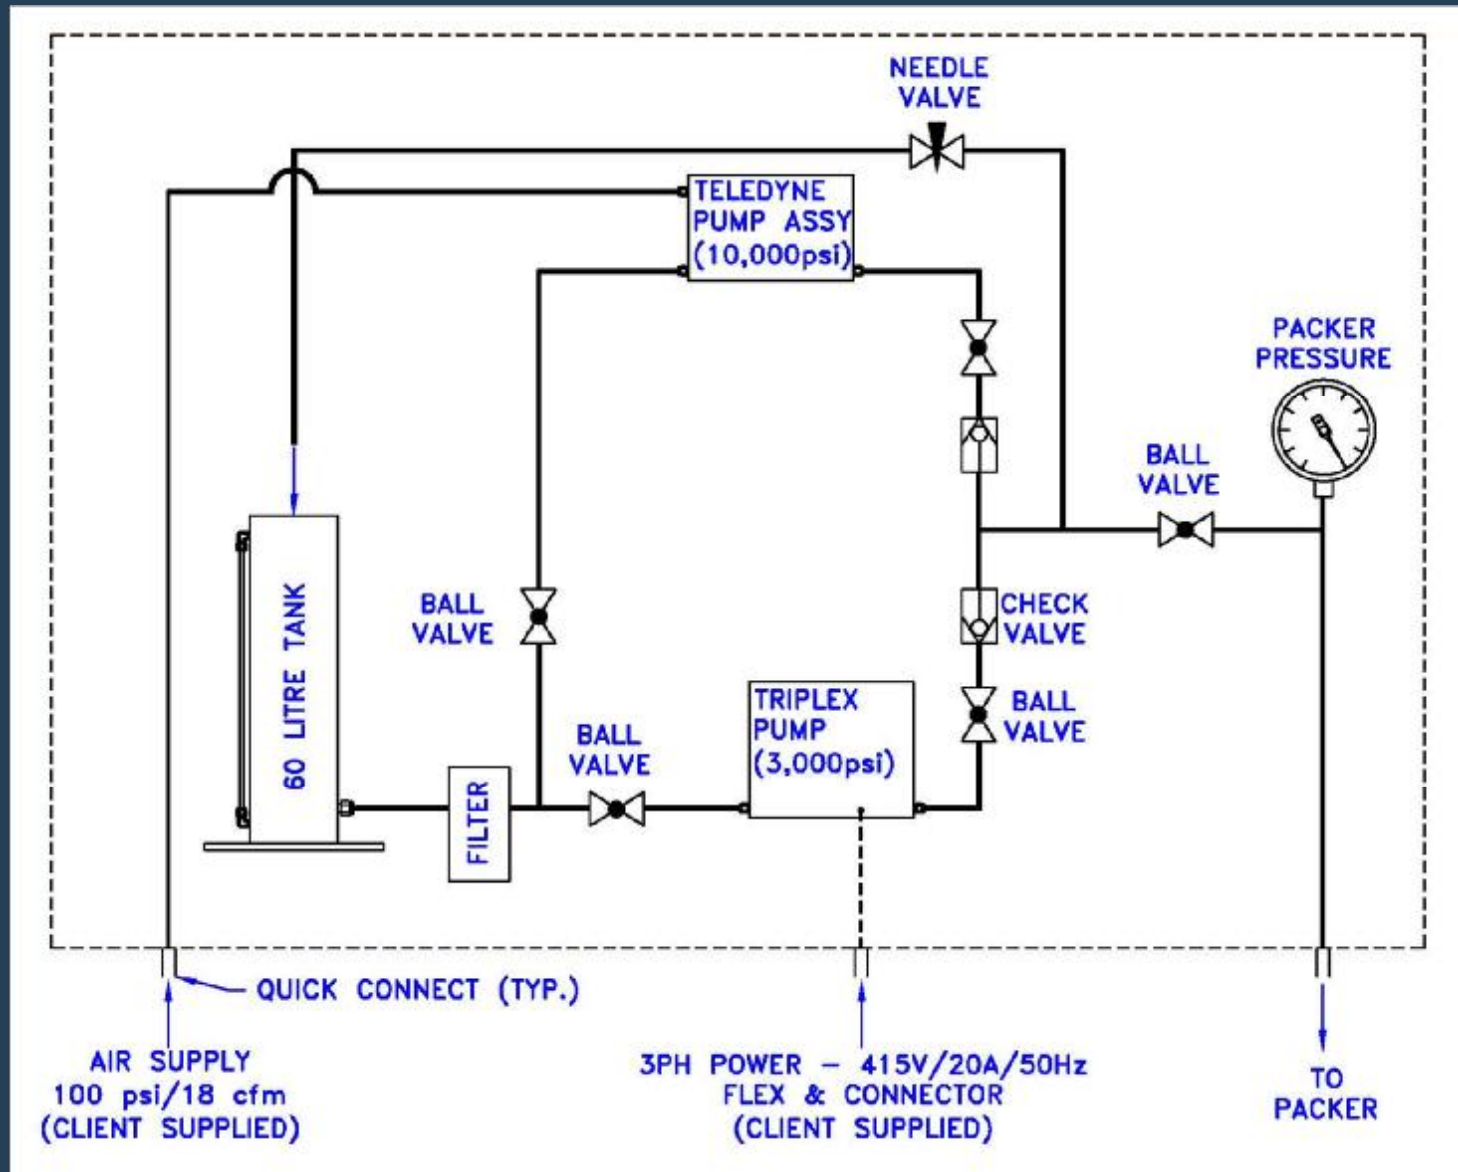 NEEDLE
VALVE
TELEDYNE
PUMP ASSY
(10,000psi)
PACKER
PRESSURE
BALL
VALVE
BALL
VALVE
CHECK
VALVE
60 LITRE TANK
TRIPLEX
PUMP
(3,000psi)
BALL
VALVE
BALL
VALVE
FILTER
QUICK CONNECT (TYP.)
AIR SUPPLY
100 psi/18 cfm
(CLIENT SUPPLIED)
3PH POWER - 415V/20A/50Hz
FLEX & CONNECTOR
(CLIENT SUPPLIED)
TO
PACKER